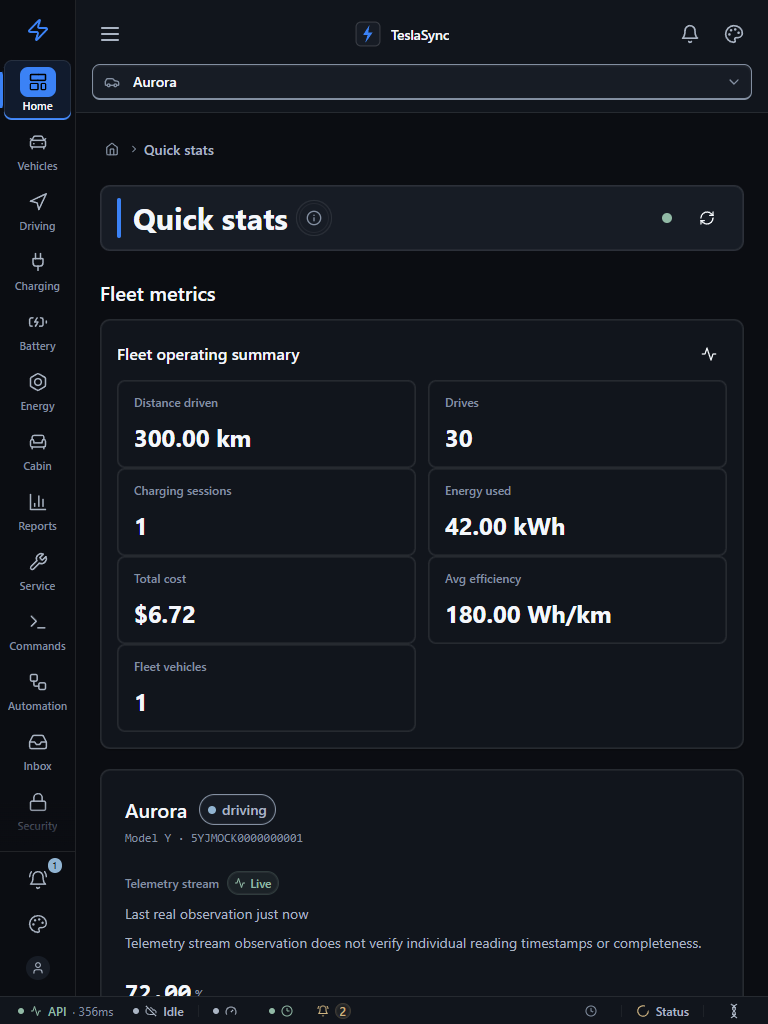 TeslaSync
Aurora
Home
Vehicles
Driving
Charging
Battery
Energy
Cabin
Reports
Service
Commands
Automation
Inbox
Security
1
Quick stats
Quick stats
Fleet metrics
Fleet operating summary
Distance driven
300.00 km
Drives
30
Charging sessions
1
Energy used
42.00 kWh
Total cost
$6.72
Avg efficiency
180.00 Wh/km
Fleet vehicles
1
Aurora driving
Model Y · 5YJMOCK0000000001
Telemetry stream Live
Last real observation just now
Telemetry stream observation does not verify individual reading timestamps or completeness.
72.00 %
API · 356ms Idle 2 Status